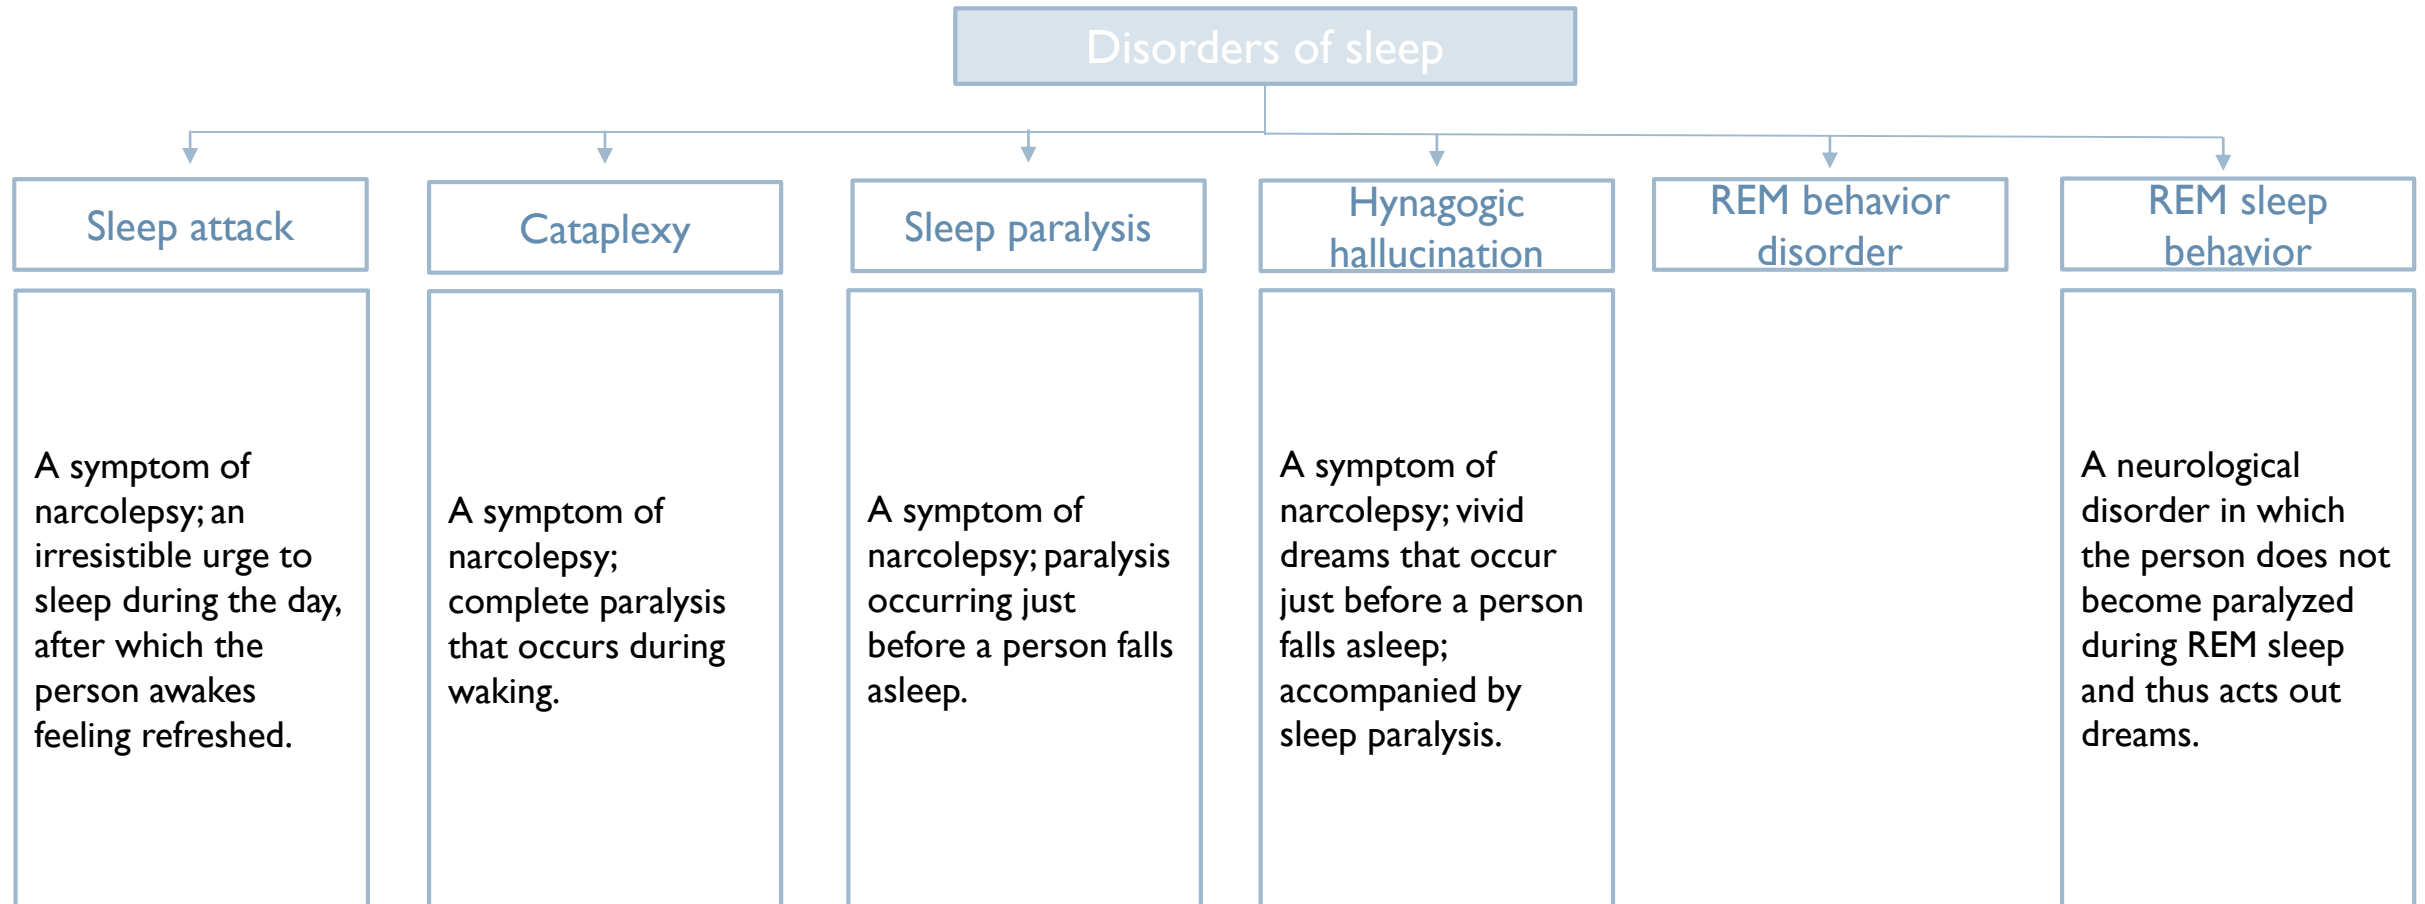 Disorders of sleep
Sleep attack
Cataplexy
Sleep paralysis
Hynagogic
hallucination
REM behavior
disorder
REM sleep
behavior
A symptom of
narcolepsy; an
irresistible urge to
sleep during the day,
after which the
person awakes
feeling refreshed.
A symptom of
narcolepsy;
complete paralysis
that occurs during
waking.
A symptom of
narcolepsy; paralysis
occurring just
before a person falls
asleep.
A symptom of
narcolepsy; vivid
dreams that occur
just before a person
falls asleep;
accompanied by
sleep paralysis.
A neurological
disorder in which
the person does not
become paralyzed
during REM sleep
and thus acts out
dreams.